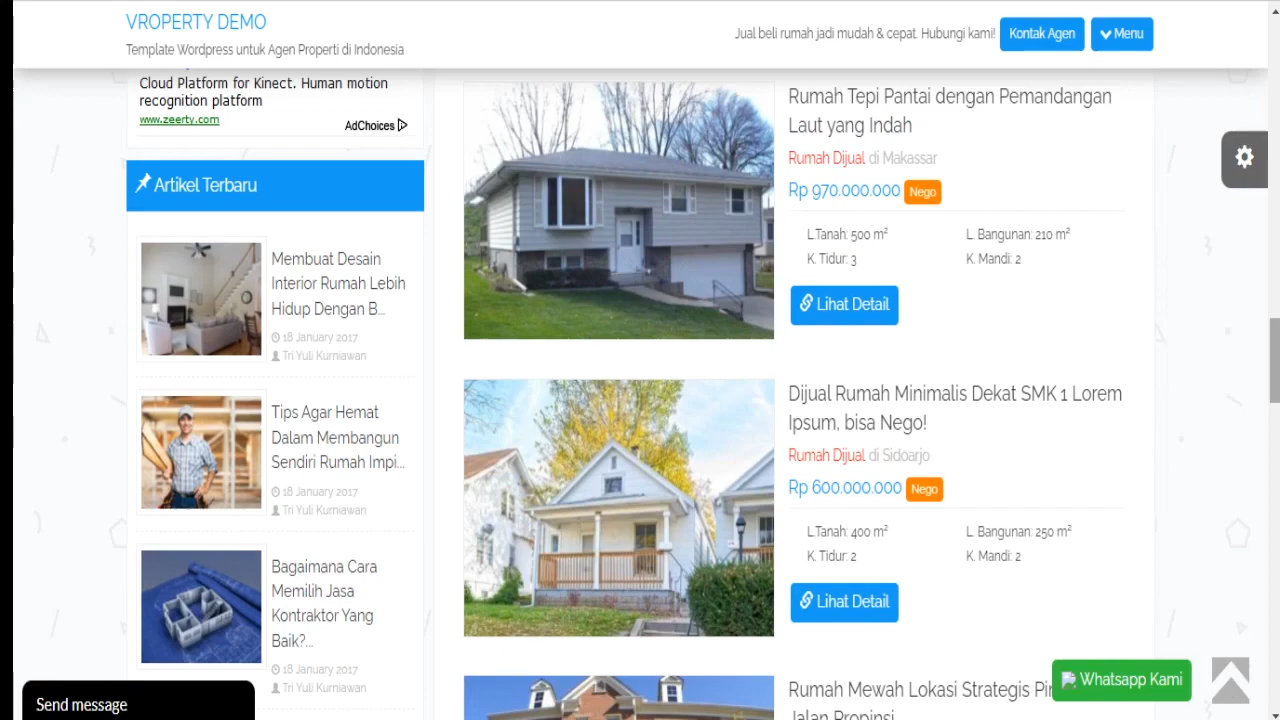 VROPERTY DEMO
Template Wordpress untuk Agen Properti di Indonesia
Jual beli rumah jadi mudah & cepat. Hubungi kami!
Kontak Agen
Menu
Cloud Platform for Kinect. Human motion
recognition platform
www.zeerty.com
AdChoices
Artikel Terbaru
Membuat Desain
Interior Rumah Lebih
Hidup Dengan B...
18 January 2017
Tri Yuli Kurniawan
Tips Agar Hemat
Dalam Membangun
Sendiri Rumah Impi...
18 January 2017
Tri Yuli Kurniawan
Bagaimana Cara
Memilih Jasa
Kontraktor Yang
Baik?...
18 January 2017
Tri Yuli Kurniawan
Send message
Rumah Tepi Pantai dengan Pemandangan
Laut yang Indah
Rumah Dijual di Makassar
Rp 970.000.000 Nego
L.Tanah: 500 m² L. Bangunan: 210 m²
K. Tidur: 3 K. Mandi: 2
Lihat Detail
Dijual Rumah Minimalis Dekat SMK 1 Lorem
Ipsum, bisa Nego!
Rumah Dijual di Sidoarjo
Rp 600.000.000 Nego
L.Tanah: 400 m² L. Bangunan: 250 m²
K. Tidur: 2 K. Mandi: 2
Lihat Detail
Rumah Mewah Lokasi Strategis
Jalan Propinsi
Whatsapp Kami